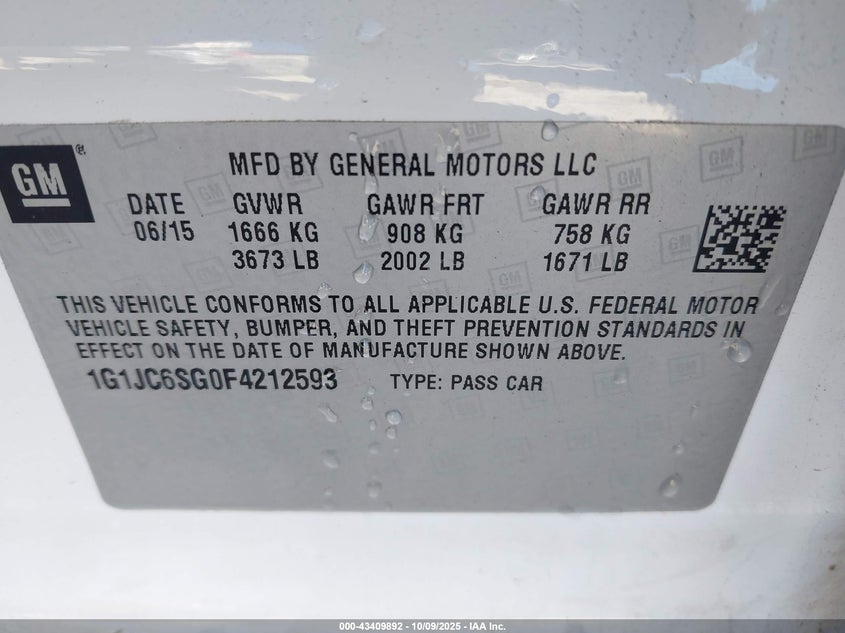 GM
MFD BY GENERAL MOTORS LLC
DATE GVWR GAWR FRT GAWR RR
06/15 1666 KG 908 KG 758 KG
3673 LB 2002 LB 1671 LB
THIS VEHICLE CONFORMS TO ALL APPLICABLE U.S. FEDERAL MOTOR
VEHICLE SAFETY, BUMPER, AND THEFT PREVENTION STANDARDS IN
EFFECT ON THE DATE OF MANUFACTURE SHOWN ABOVE.
1G1JC6SG0F4212593 TYPE: PASS CAR
000-43409892 - 10/09/2025 - IAA Inc.